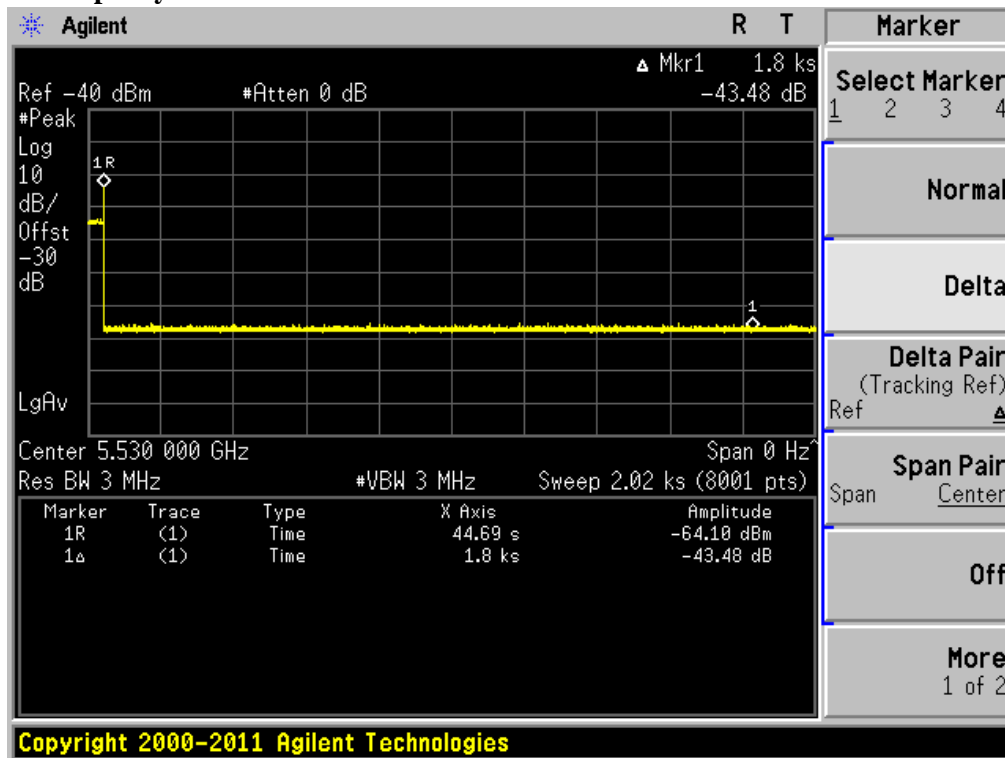 Agilent R T
Marker
▵ Mkr1 1.8 ks
Ref −40 dBm #Atten 0 dB −43.48 dB
#Peak
Log
10
dB/
Offst
−30
dB
1R
1
LgAv
Center 5.530 000 GHz Span 0 Hz^
Res BW 3 MHz #VBW 3 MHz Sweep 2.02 ks (8001 pts)
Marker Trace Type X Axis Amplitude
1R (1) Time 44.69 s −64.10 dBm
1▵ (1) Time 1.8 ks −43.48 dB
Select Marker
1 2 3 4
Normal
Delta
Delta Pair
(Tracking Ref)
Ref ▵
Span Pair
Span Center
Off
More
1 of 2
Copyright 2000–2011 Agilent Technologies